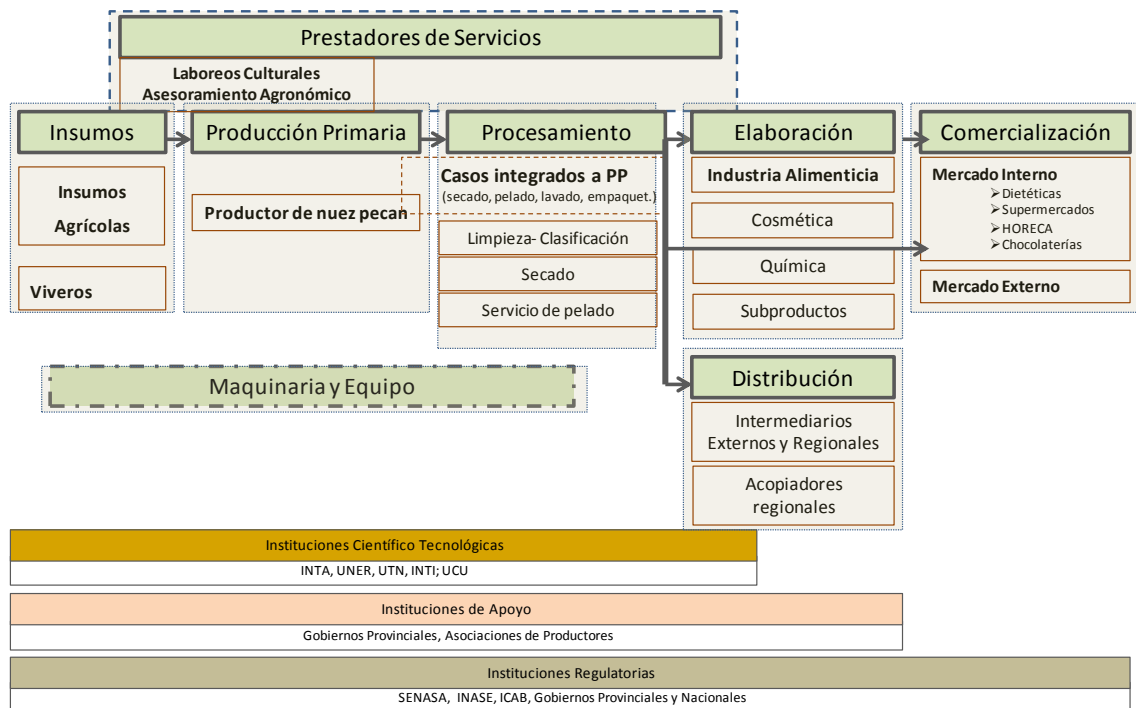 Prestadores de Servicios
Laboreos Culturales
Asesoramiento Agronómico
Insumos
Insumos
Agrícolas
Viveros
Producción Primaria
Productor de nuez pecan
Procesamiento
Casos integrados a PP
(secado, pelado, lavado, empaquet.)
Limpieza- Clasificación
Secado
Servicio de pelado
Elaboración
Industria Alimenticia
Cosmética
Química
Subproductos
Comercialización
Mercado Interno
➢Dietéticas
➢Supermercados
➢HORECA
➢Chocolaterías
Mercado Externo
Maquinaria y Equipo
Distribución
Intermediarios
Externos y Regionales
Acopiadores
regionales
Instituciones Científico Tecnológicas
INTA, UNER, UTN, INTI; UCU
Instituciones de Apoyo
Gobiernos Provinciales, Asociaciones de Productores
Instituciones Regulatorias
SENASA, INASE, ICAB, Gobiernos Provinciales y Nacionales